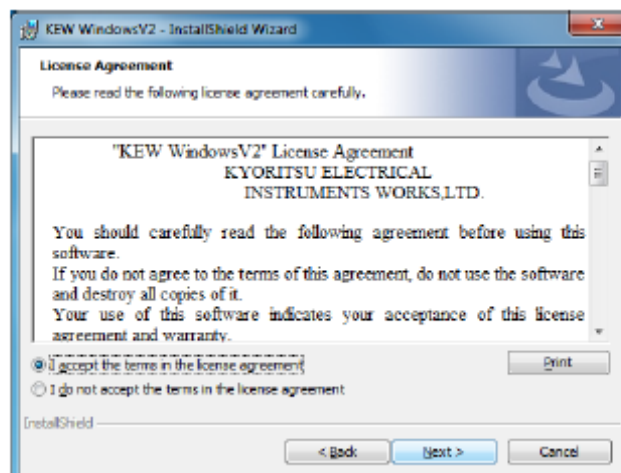 KEW WindowsV2 - InstallShield Wizard
License Agreement
Please read the following license agreement carefully.
"KEW WindowsV2" License Agreement
KYORITSU ELECTRICAL
INSTRUMENTS WORKS,LTD.
You should carefully read the following agreement before using this
software.
If you do not agree to the terms of this agreement, do not use the software
and destroy all copies of it.
Your use of this software indicates your acceptance of this license
agreement and warranty.
I accept the terms in the license agreement
Print
I do not accept the terms in the license agreement
InstallShield
< Back
Next >
Cancel